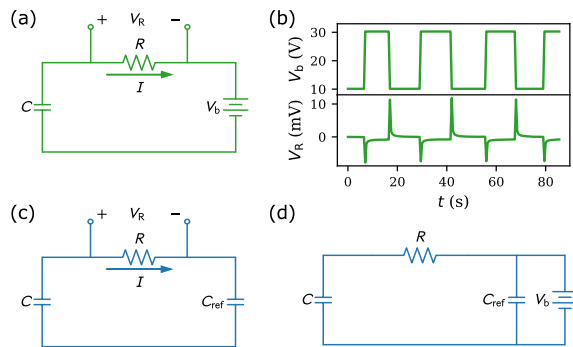 (a)
+ V_R −
R
I
C
V_b
(b)
V_b (V)
30
20
10
V_R (mV)
10
0
0 20 40 60 80
t (s)
(c)
+ V_R −
R
I
C
C_ref
(d)
R
C
C_ref
V_b